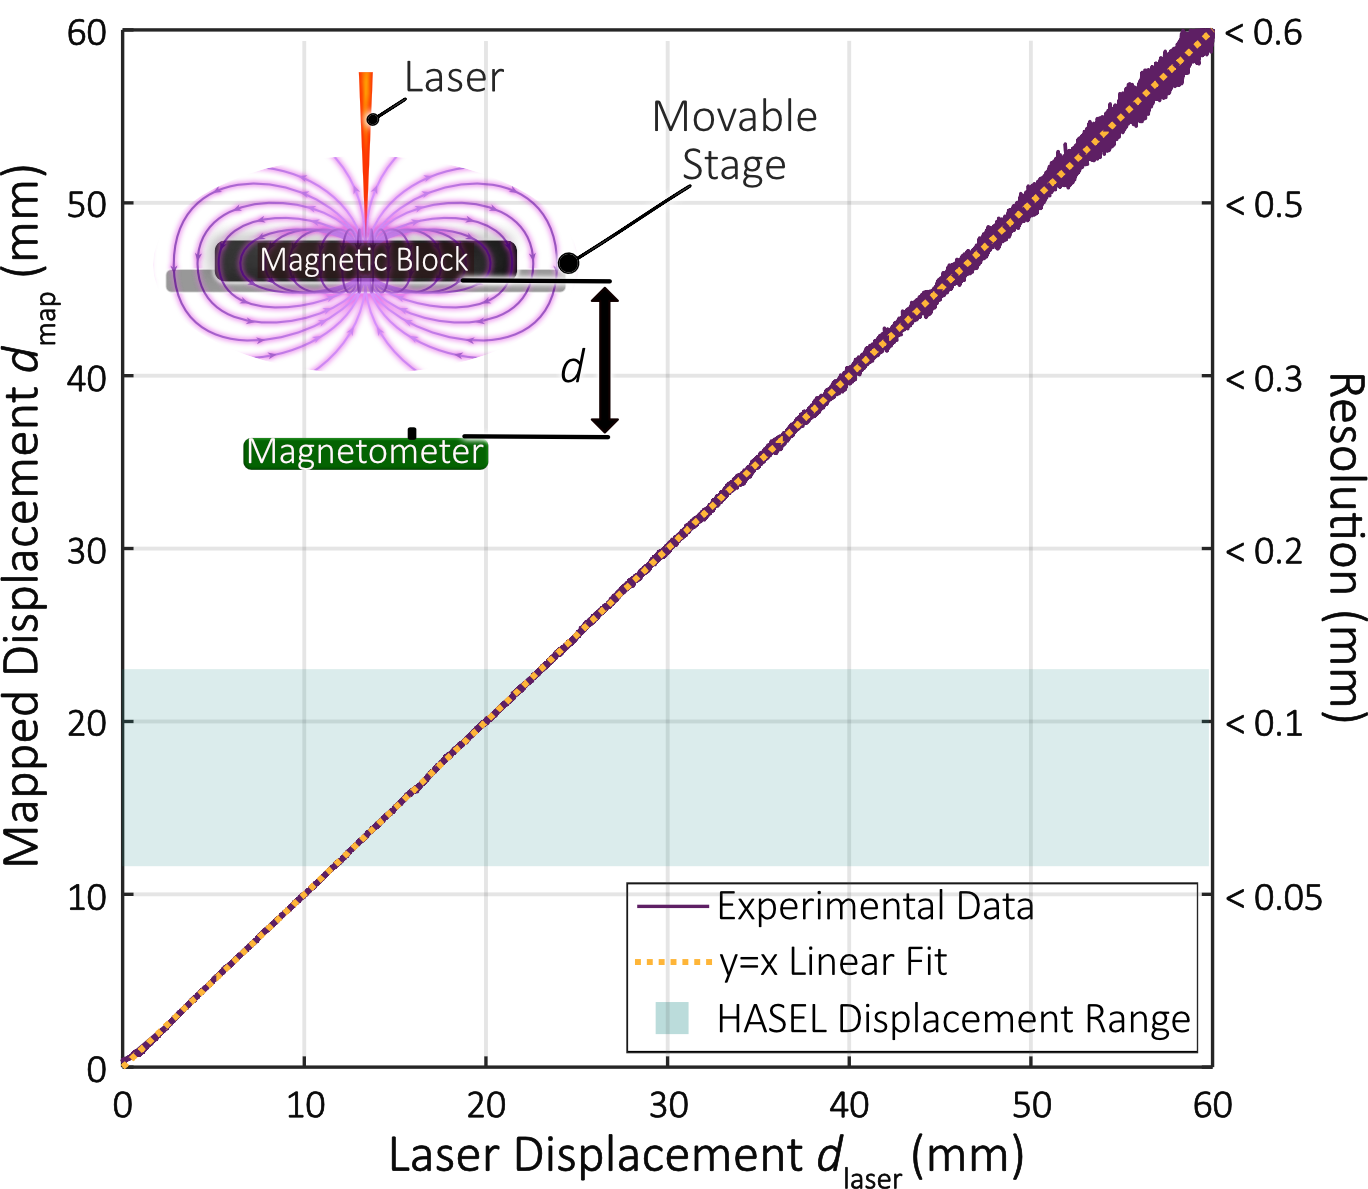 Mapped Displacement dmap (mm)
60
50
40
30
20
10
0
Laser
Movable
Stage
Magnetic Block
d
Magnetometer
Experimental Data
y=x Linear Fit
HASEL Displacement Range
< 0.6
< 0.5
< 0.3
< 0.2
< 0.1
< 0.05
Resolution (mm)
0 10 20 30 40 50 60
Laser Displacement dlaser (mm)